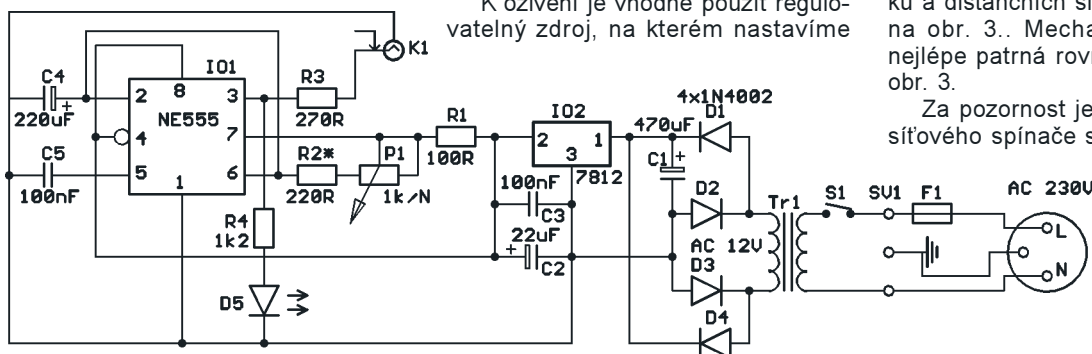 K oživení je vhodné použít regulo-
vatelný zdroj, na kterém nastavíme
ku a distančních
na obr. 3.. Mecha
nejlépe patrná
obr. 3.
Za pozornost je
síťového spínače s
K1
C4
220uF
+
C5
100nF
IO1
NE555
2
8
3
4
7
5
1
6
R3
270R
R2*
220R
P1
1k/N
R4
1k2
D5
R1
100R
IO2
2
1
3
7812
100nF
C3
22uF
+
C2
470uF
C1
+
4x1N4002
D1
D2
AC 12V
D3
D4
Tr1
S1
SV1
F1
AC 230V
L
N